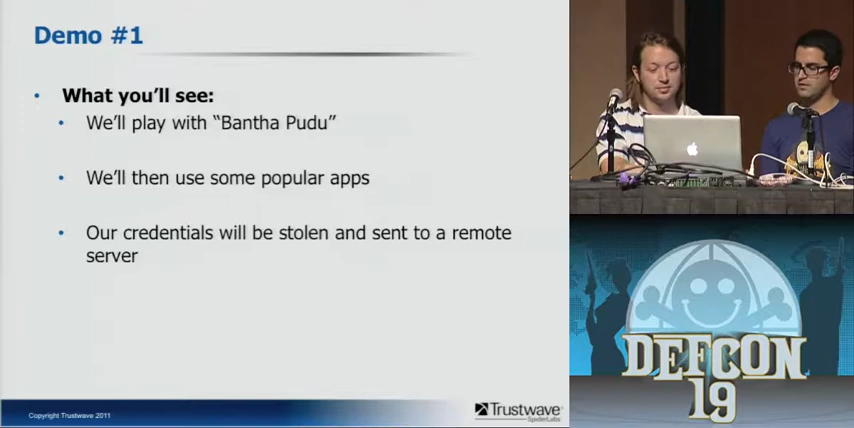 Demo #1
• What you'll see:
• We'll play with “Bantha Pudu”
• We'll then use some popular apps
• Our credentials will be stolen and sent to a remote
server
Copyright Trustwave 2011
Trustwave®
SpiderLabs
DEFCON
19